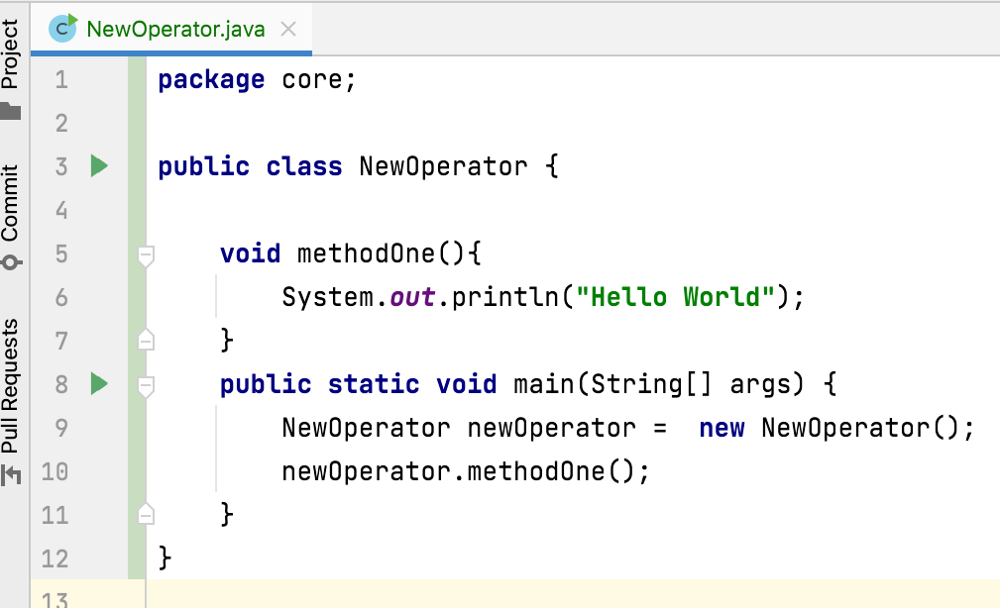 NewOperator.java
Project
Commit
Pull Requests
1 package core;
2
3 public class NewOperator {
4
5 void methodOne(){
6 System.out.println("Hello World");
7 }
8 public static void main(String[] args) {
9 NewOperator newOperator =  new NewOperator();
10 newOperator.methodOne();
11 }
12 }
13